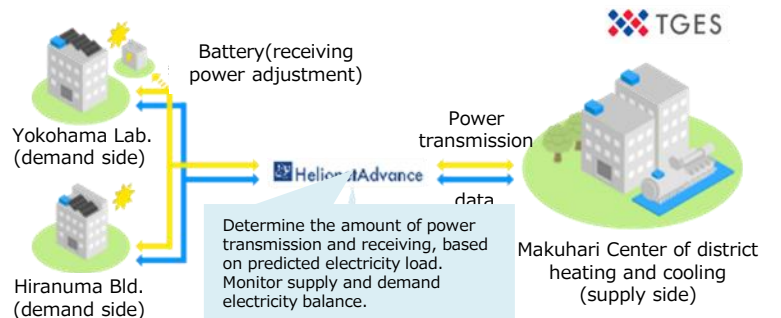 TGES
Battery(receiving
power adjustment)
Yokohama Lab.
(demand side)
Power
transmission
data
Determine the amount of power
transmission and receiving, based
on predicted electricity load.
Monitor supply and demand
electricity balance.
Hiranuma Bld.
(demand side)
Makuhari Center of district
heating and cooling
(supply side)